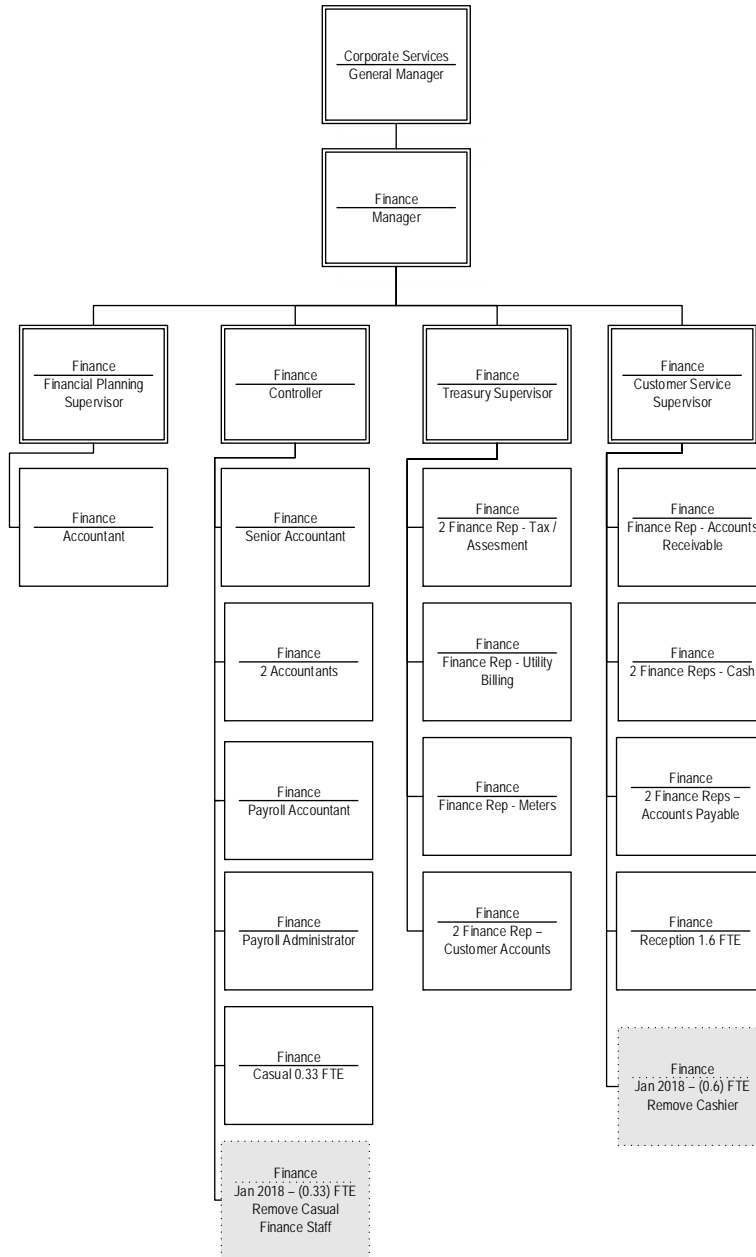 Corporate Services
General Manager
Finance
Manager
Finance
Financial Planning
Supervisor
Finance
Controller
Finance
Treasury Supervisor
Finance
Customer Service
Supervisor
Finance
Accountant
Finance
Senior Accountant
Finance
2 Finance Rep - Tax /
Assesment
Finance
Finance Rep - Accounts
Receivable
Finance
2 Accountants
Finance
Finance Rep - Utility
Billing
Finance
2 Finance Reps - Cash
Finance
Payroll Accountant
Finance
Finance Rep - Meters
Finance
2 Finance Reps –
Accounts Payable
Finance
Payroll Administrator
Finance
2 Finance Rep –
Customer Accounts
Finance
Reception 1.6 FTE
Finance
Casual 0.33 FTE
Finance
Jan 2018 – (0.6) FTE
Remove Cashier
Finance
Jan 2018 – (0.33) FTE
Remove Casual
Finance Staff